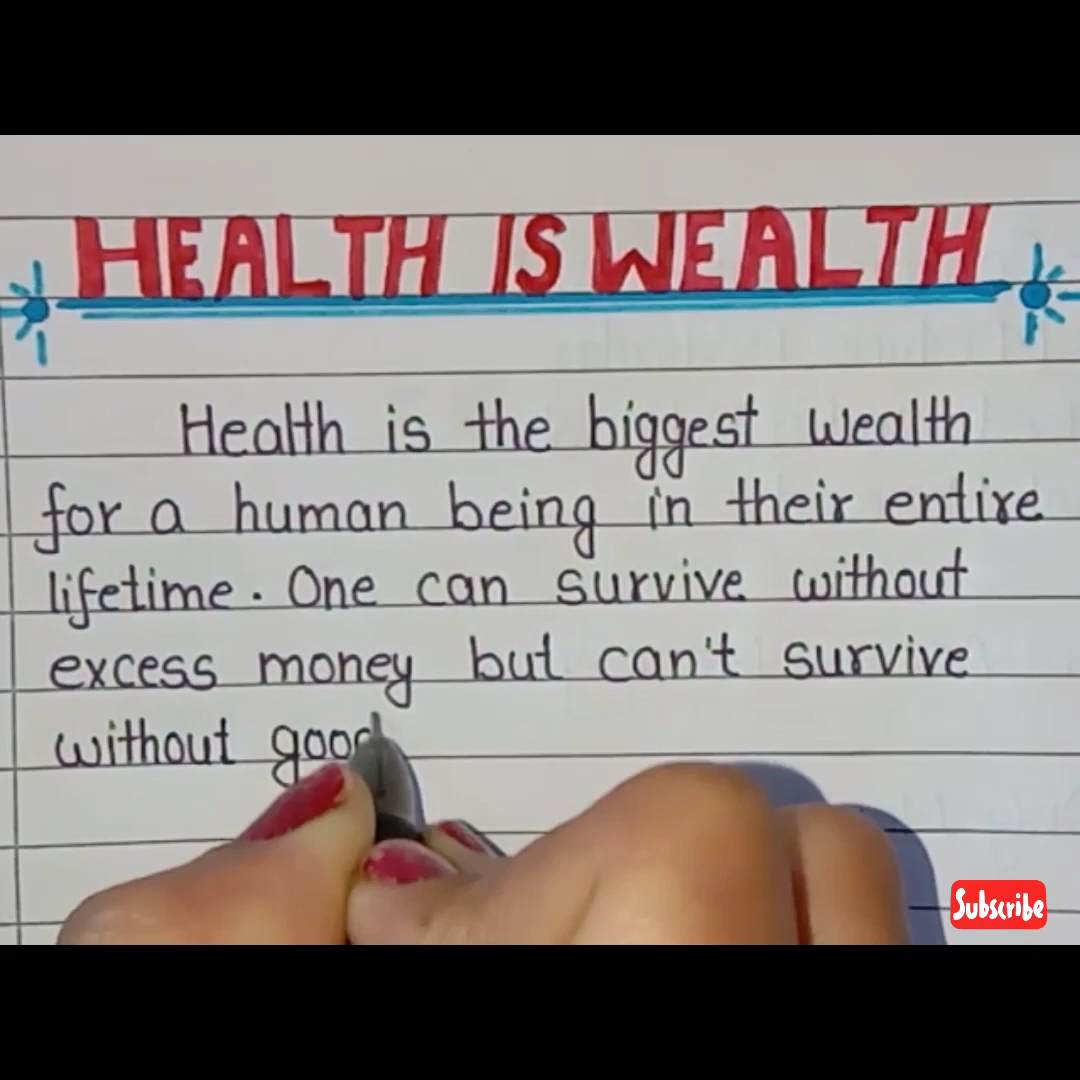 HEALTH IS WEALTH
Health is the biggest wealth
for a human being in their entire
lifetime. One can survive without
excess money but can't survive
without good
Subscribe